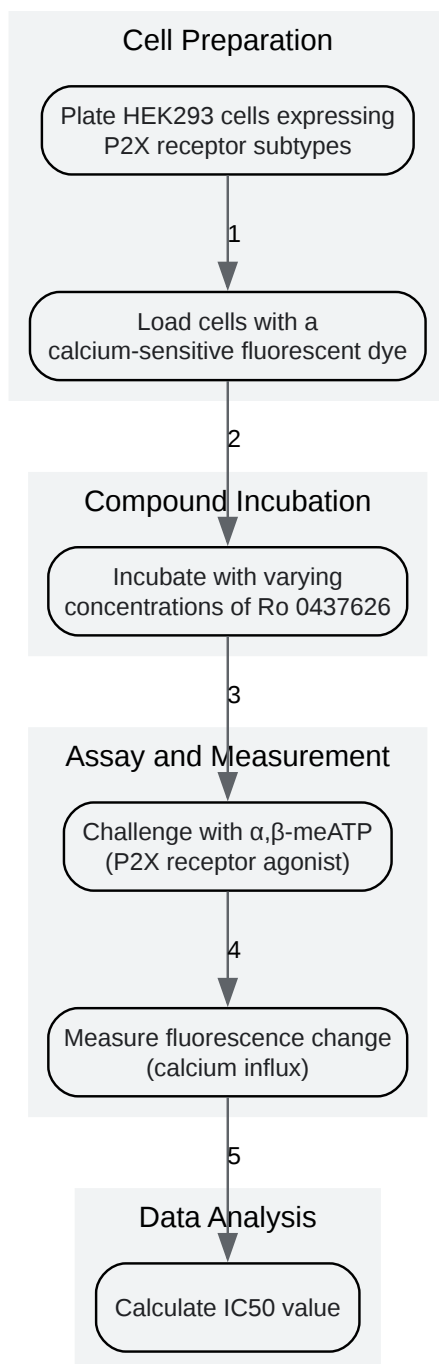 Cell Preparation
Plate HEK293 cells expressing
P2X receptor subtypes
1
Load cells with a
calcium-sensitive fluorescent dye
2
Compound Incubation
Incubate with varying
concentrations of Ro 0437626
3
Assay and Measurement
Challenge with α,β-meATP
(P2X receptor agonist)
4
Measure fluorescence change
(calcium influx)
5
Data Analysis
Calculate IC50 value